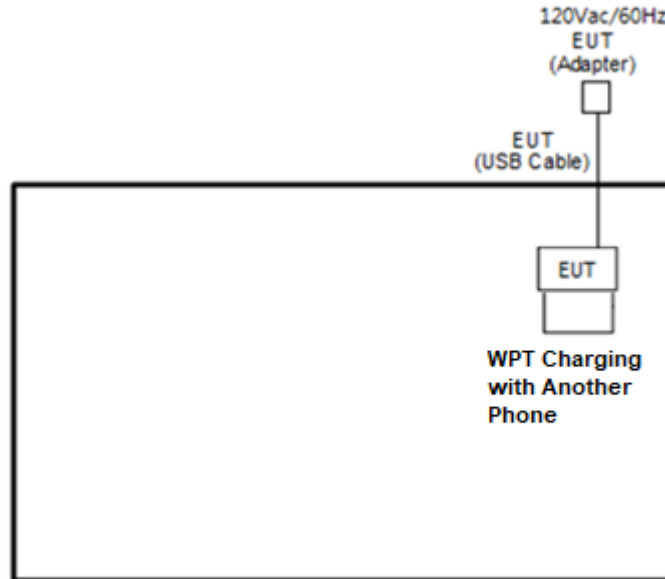 120Vac/60Hz
EUT
(Adapter)
EUT
(USB Cable)
EUT
WPT Charging
with Another
Phone